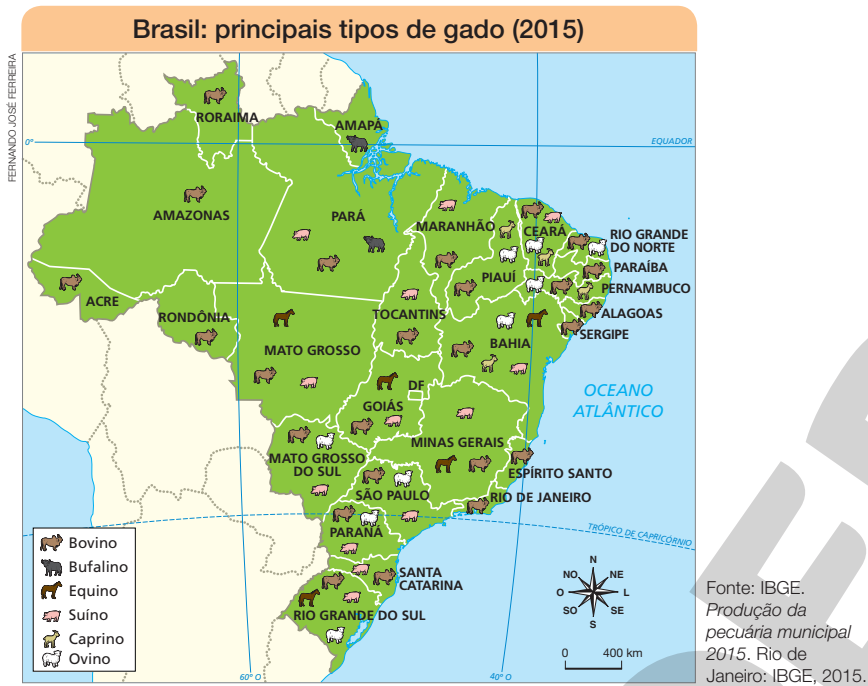 Brasil: principais tipos de gado (2015)
FERNANDO JOSÉ FERREIRA
RORAIMA
AMAPÁ
0°
EQUADOR
AMAZONAS
PARÁ
MARANHÃO
CEARÁ
RIO GRANDE
DO NORTE
PARAÍBA
PIAUÍ
PERNAMBUCO
ACRE
RONDÔNIA
TOCANTINS
ALAGOAS
SERGIPE
MATO GROSSO
BAHIA
DF
GOIÁS
OCEANO
ATLÂNTICO
MINAS GERAIS
MATO GROSSO
DO SUL
ESPÍRITO SANTO
SÃO PAULO
RIO DE JANEIRO
TRÓPICO DE CAPRICÓRNIO
PARANÁ
SANTA
CATARINA
RIO GRANDE DO SUL
Bovino
Bufalino
Equino
Suíno
Caprino
Ovino
N
NO
NE
O
L
SO
SE
S
0
400 km
60° O
40° O
Fonte: IBGE.
Produção da
pecuária municipal
2015. Rio de
Janeiro: IBGE, 2015.